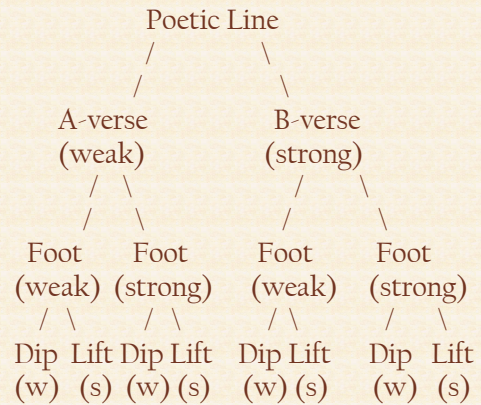 Poetic Line
A-verse B-verse
(weak) (strong)
Foot Foot Foot Foot
(weak) (strong) (weak) (strong)
Dip Lift Dip Lift Dip Lift Dip Lift
(w) (s) (w) (s) (w) (s) (w) (s)